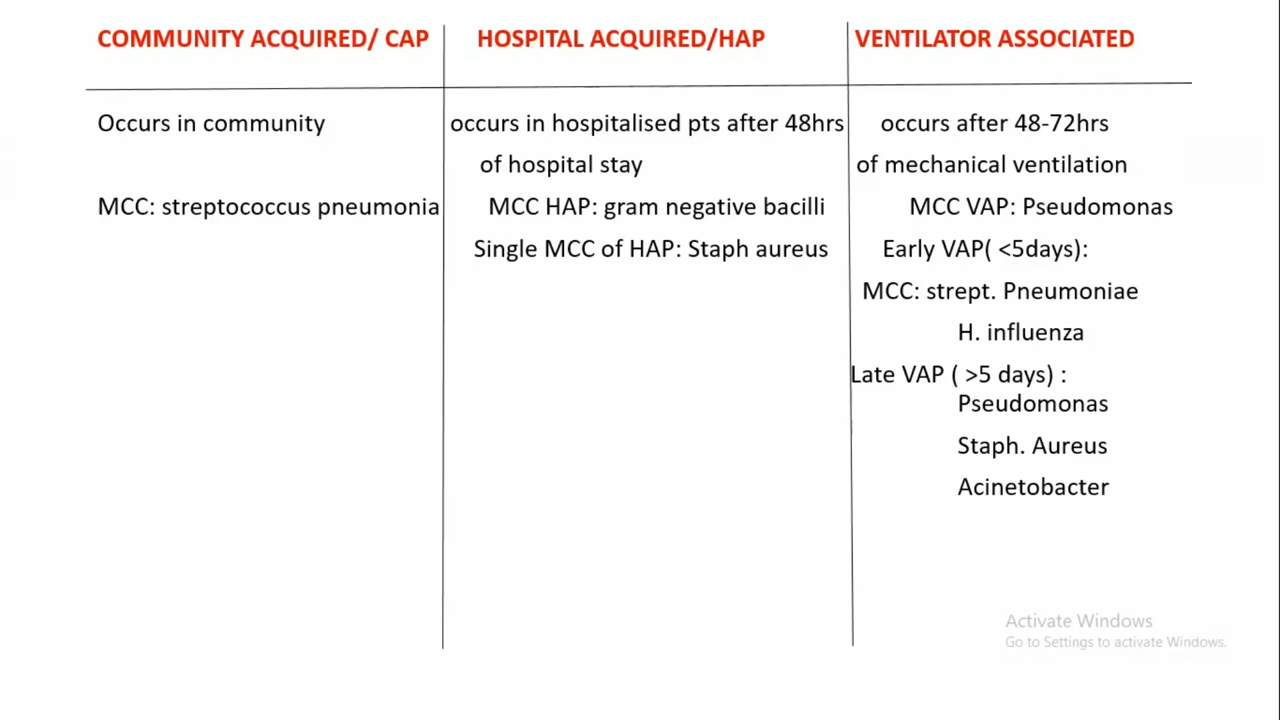 COMMUNITY ACQUIRED/ CAP
HOSPITAL ACQUIRED/HAP
VENTILATOR ASSOCIATED
Occurs in community
MCC: streptococcus pneumonia
occurs in hospitalised pts after 48hrs
of hospital stay
MCC HAP: gram negative bacilli
Single MCC of HAP: Staph aureus
occurs after 48-72hrs
of mechanical ventilation
MCC VAP: Pseudomonas
Early VAP( <5days):
MCC: strept. Pneumoniae
H. influenza
Late VAP ( >5 days) :
Pseudomonas
Staph. Aureus
Acinetobacter
Activate Windows
Go to Settings to activate Windows.